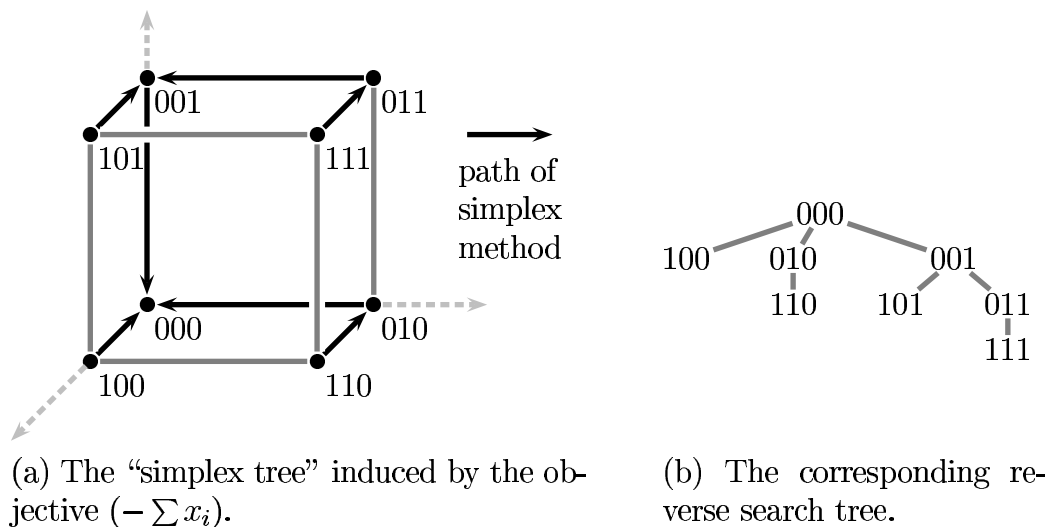 001
011
101
111
path of
simplex
method
000
010
100
110
000
100
010
001
110
101
011
111
(a) The “simplex tree” induced by the ob-
jective (− ∑ xᵢ).
(b) The corresponding re-
verse search tree.